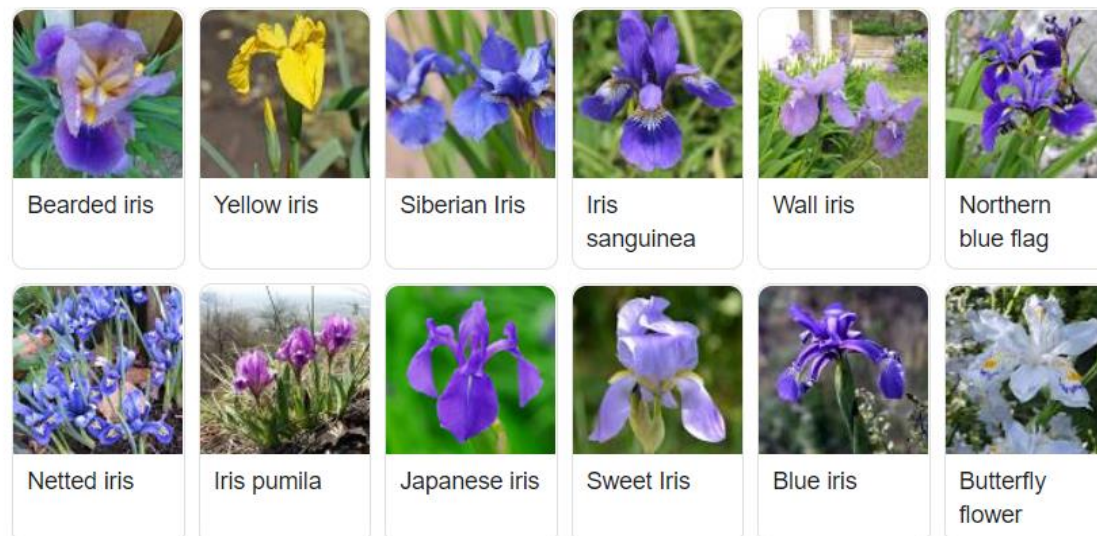 Bearded iris
Yellow iris
Siberian Iris
Iris
sanguinea
Wall iris
Northern
blue flag
Netted iris
Iris pumila
Japanese iris
Sweet Iris
Blue iris
Butterfly
flower